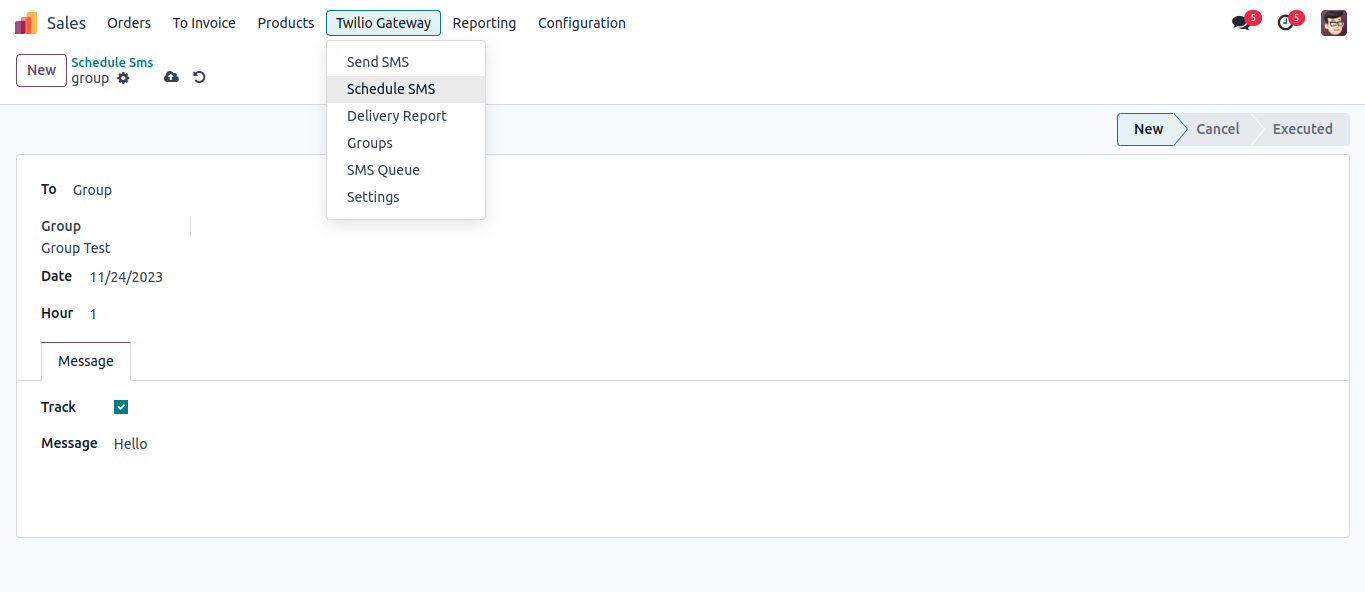 Sales Orders To Invoice Products Twilio Gateway Reporting Configuration 5 5
Send SMS
Schedule SMS
Delivery Report
Groups
SMS Queue
Settings
New Schedule Sms
group
New Cancel Executed
To Group
Group
Group Test
Date 11/24/2023
Hour 1
Message
Track
Message Hello